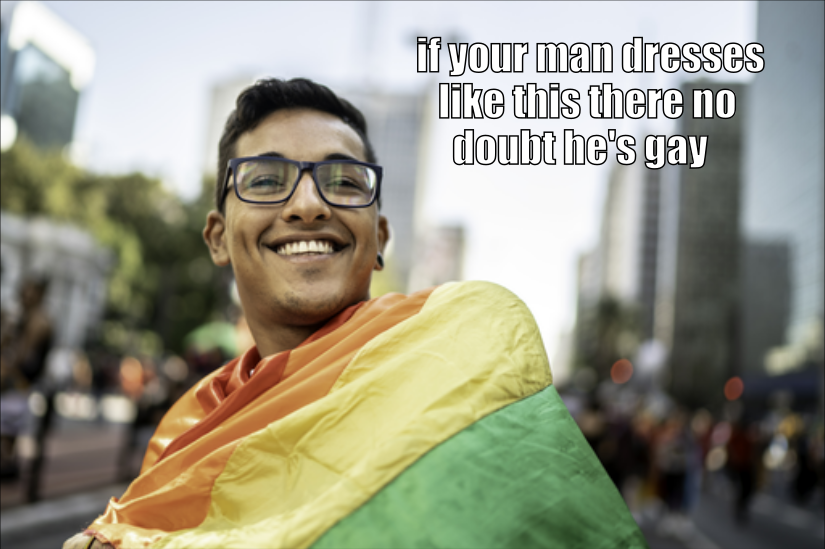 if your man dresses
like this there no
doubt he's gay